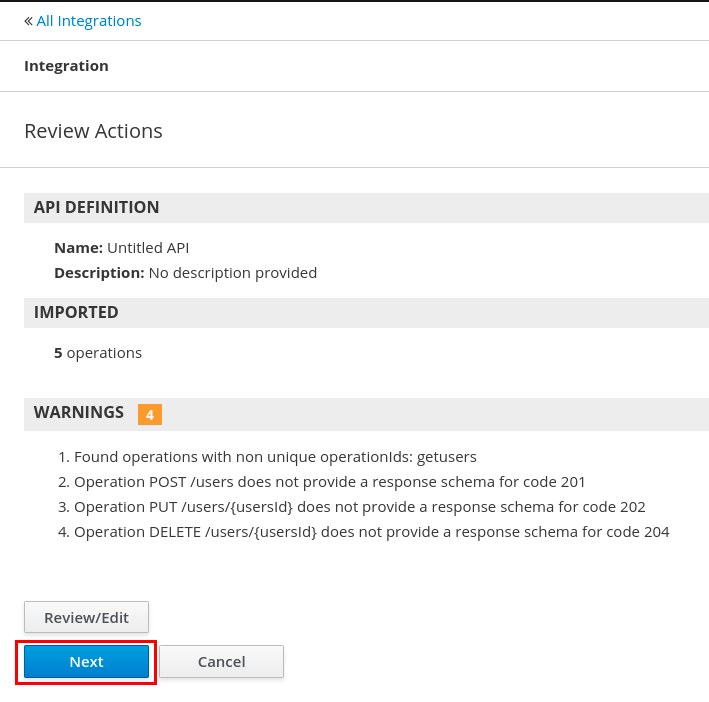 « All Integrations
Integration
Review Actions
API DEFINITION
Name: Untitled API
Description: No description provided
IMPORTED
5 operations
WARNINGS 4
1. Found operations with non unique operationIds: getusers
2. Operation POST /users does not provide a response schema for code 201
3. Operation PUT /users/{usersId} does not provide a response schema for code 202
4. Operation DELETE /users/{usersId} does not provide a response schema for code 204
Review/Edit
Next Cancel